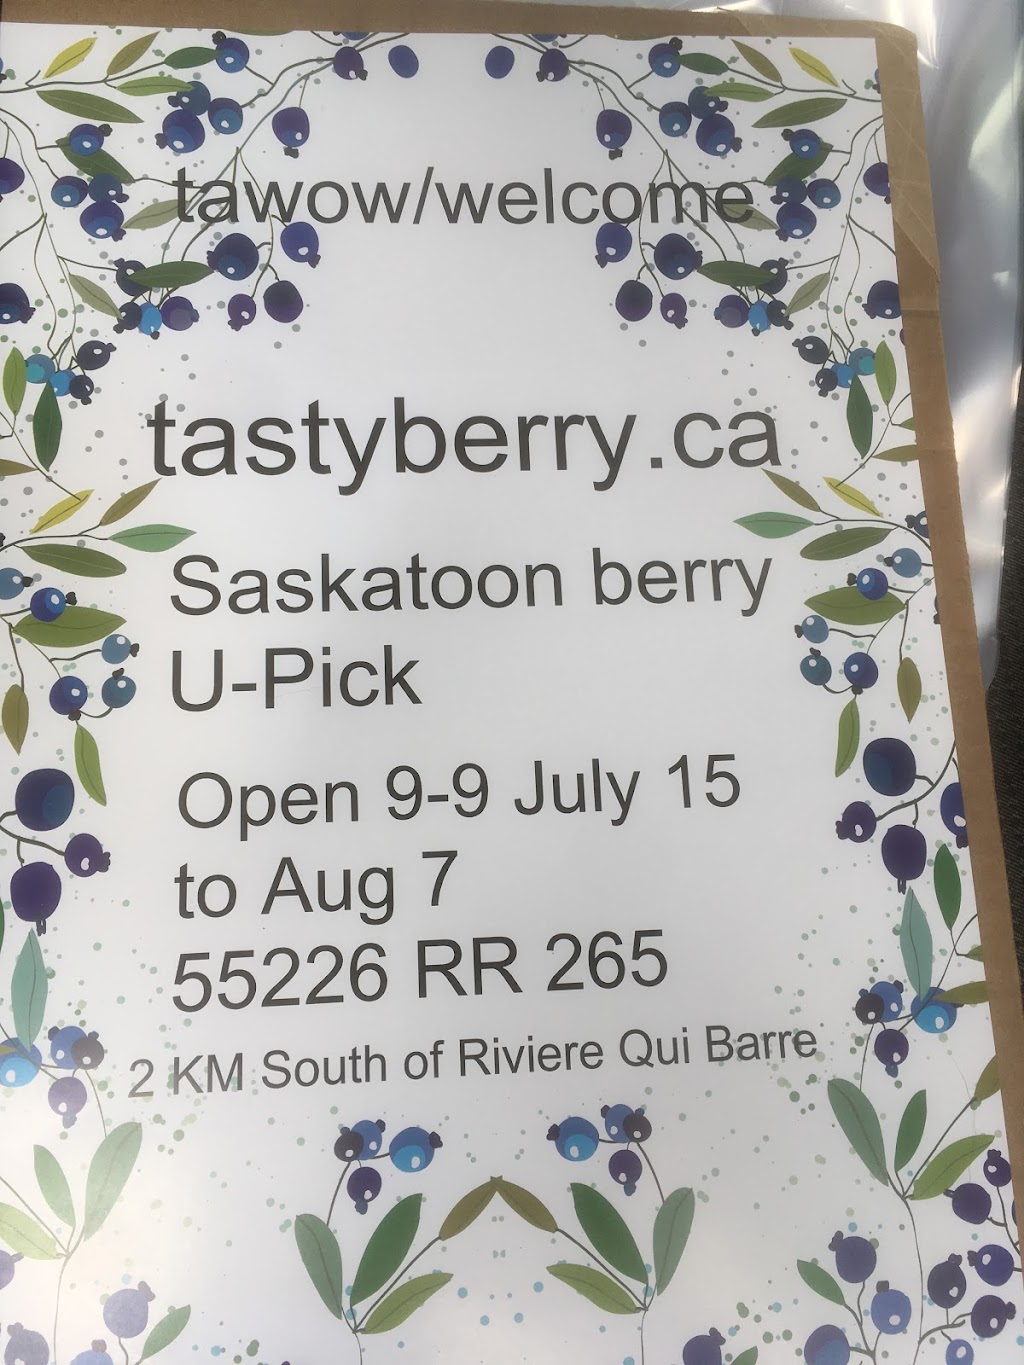 tawow/welcome
tastyberry.ca
Saskatoon berry
U-Pick
Open 9-9 July 15
to Aug 7
55226 RR 265
2 KM South of Riviere Qui Barre